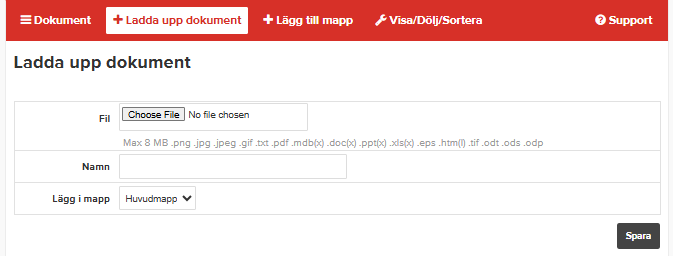 Dokument Ladda upp dokument Lägg till mapp Visa/Dölj/Sortera Support
Ladda upp dokument
Fil Choose File No file chosen
Max 8 MB .png .jpg .jpeg .gif .txt .pdf .mdb(x) .doc(x) .ppt(x) .xls(x) .eps .htm(l) .tif .odt .ods .odp
Namn
Lägg i mapp Huvudmapp
Spara